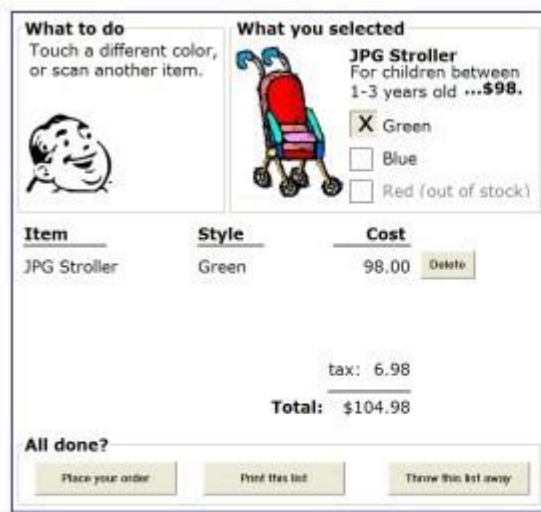 What to do
Touch a different color,
or scan another item.
What you selected
JPG Stroller
For children between
1-3 years old ...$98.
X Green
Blue
Red (out of stock)
Item Style Cost
JPG Stroller Green 98.00 Delete
tax: 6.98
Total: $104.98
All done?
Place your order Print this list Throw this list away